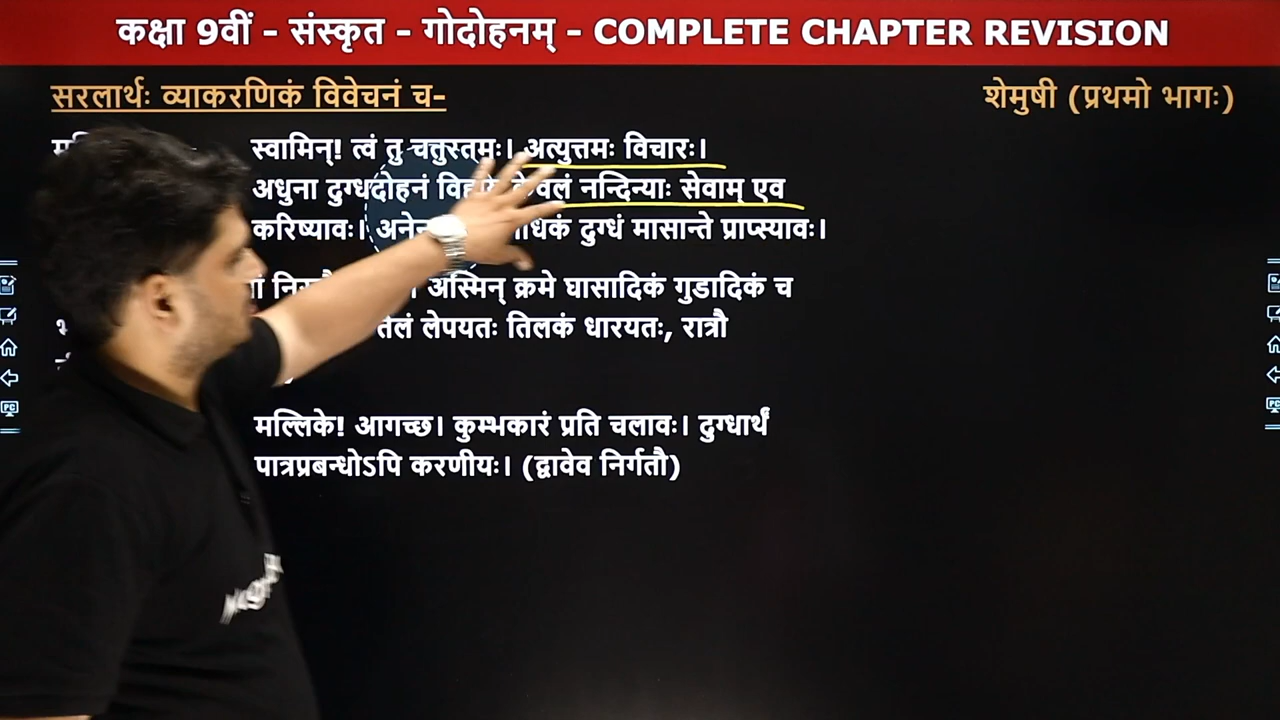 कक्षा 9वीं - संस्कृत - गोदोहनम् - COMPLETE CHAPTER REVISION
सरलार्थः व्याकरणिकं विवेचनं च-
शेमुषी (प्रथमो भागः)
स्वामिन्! त्वं तु चतुरतमः। अत्युत्तमः विचारः।
अधुना दुग्धदोहनं नन्दिन्याः सेवाम् एव
करिष्यावः। दुग्धं मासान्ते प्राप्स्यावः।
अस्मिन् क्रमे घासादिकं गुडादिकं च
तैलं लेपयतः तिलकं धारयतः, रात्रौ
मल्लिके! आगच्छ। कुम्भकारं प्रति चलावः। दुग्धार्थं
पात्रप्रबन्धोऽपि करणीयः। (द्वावेव निर्गतौ)